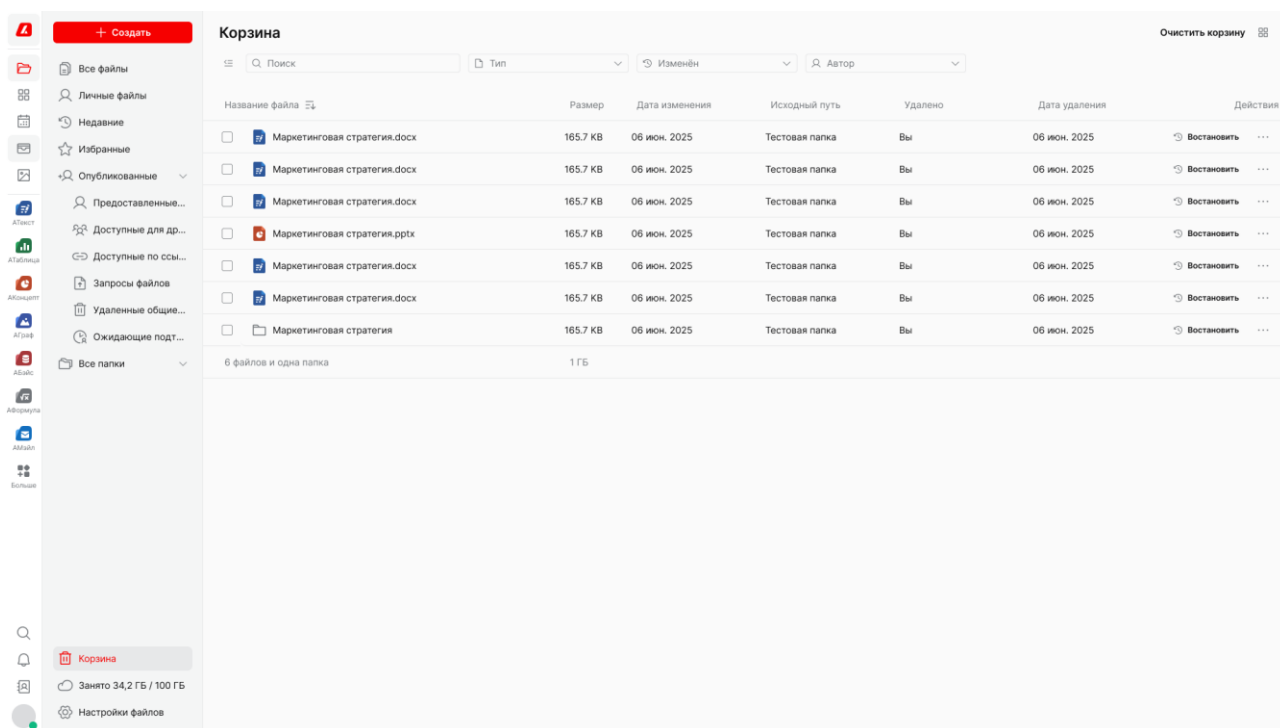 Создать
Все файлы
Личные файлы
Недавние
Избранные
Опубликованные
Предоставленные...
Доступные для др...
Доступные по ссы...
Запросы файлов
Удаленные общие...
Ожидающие подт...
Все папки
АТекст
АТаблица
АКонцепт
АГраф
АБэйс
АФормула
АМэйл
Больше
Корзина
Занято 34,2 ГБ / 100 ГБ
Настройки файлов
Корзина
Очистить корзину
Поиск
Тип
Изменён
Автор
Название файла Размер Дата изменения Исходный путь Удалено Дата удаления Действия
Маркетинговая стратегия.docx 165.7 KB 06 июн. 2025 Тестовая папка Вы 06 июн. 2025 Востановить
Маркетинговая стратегия.docx 165.7 KB 06 июн. 2025 Тестовая папка Вы 06 июн. 2025 Востановить
Маркетинговая стратегия.docx 165.7 KB 06 июн. 2025 Тестовая папка Вы 06 июн. 2025 Востановить
Маркетинговая стратегия.pptx 165.7 KB 06 июн. 2025 Тестовая папка Вы 06 июн. 2025 Востановить
Маркетинговая стратегия.docx 165.7 KB 06 июн. 2025 Тестовая папка Вы 06 июн. 2025 Востановить
Маркетинговая стратегия.docx 165.7 KB 06 июн. 2025 Тестовая папка Вы 06 июн. 2025 Востановить
Маркетинговая стратегия 165.7 KB 06 июн. 2025 Тестовая папка Вы 06 июн. 2025 Востановить
6 файлов и одна папка 1 ГБ